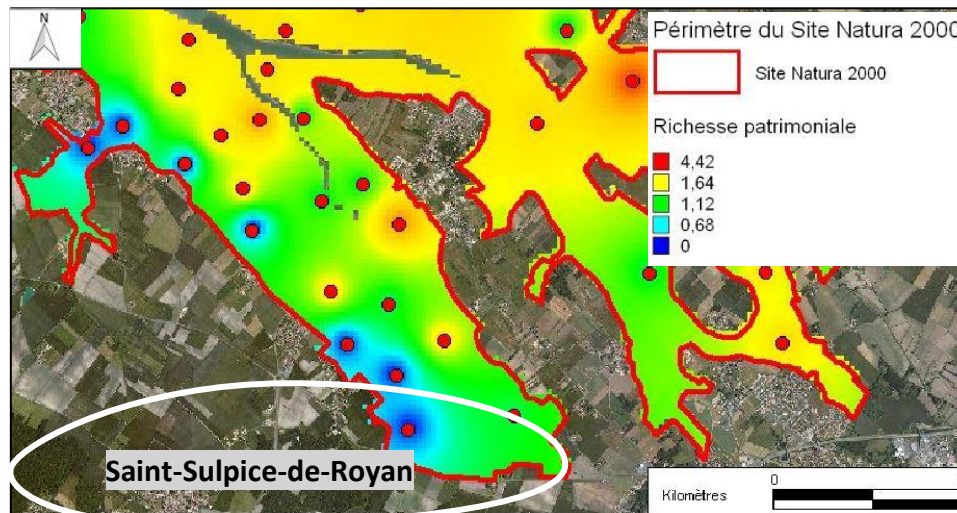 N
Périmètre du Site Natura 2000
Site Natura 2000
Richesse patrimoniale
4,42
1,64
1,12
0,68
0
Saint-Sulpice-de-Royan
0
Kilomètres